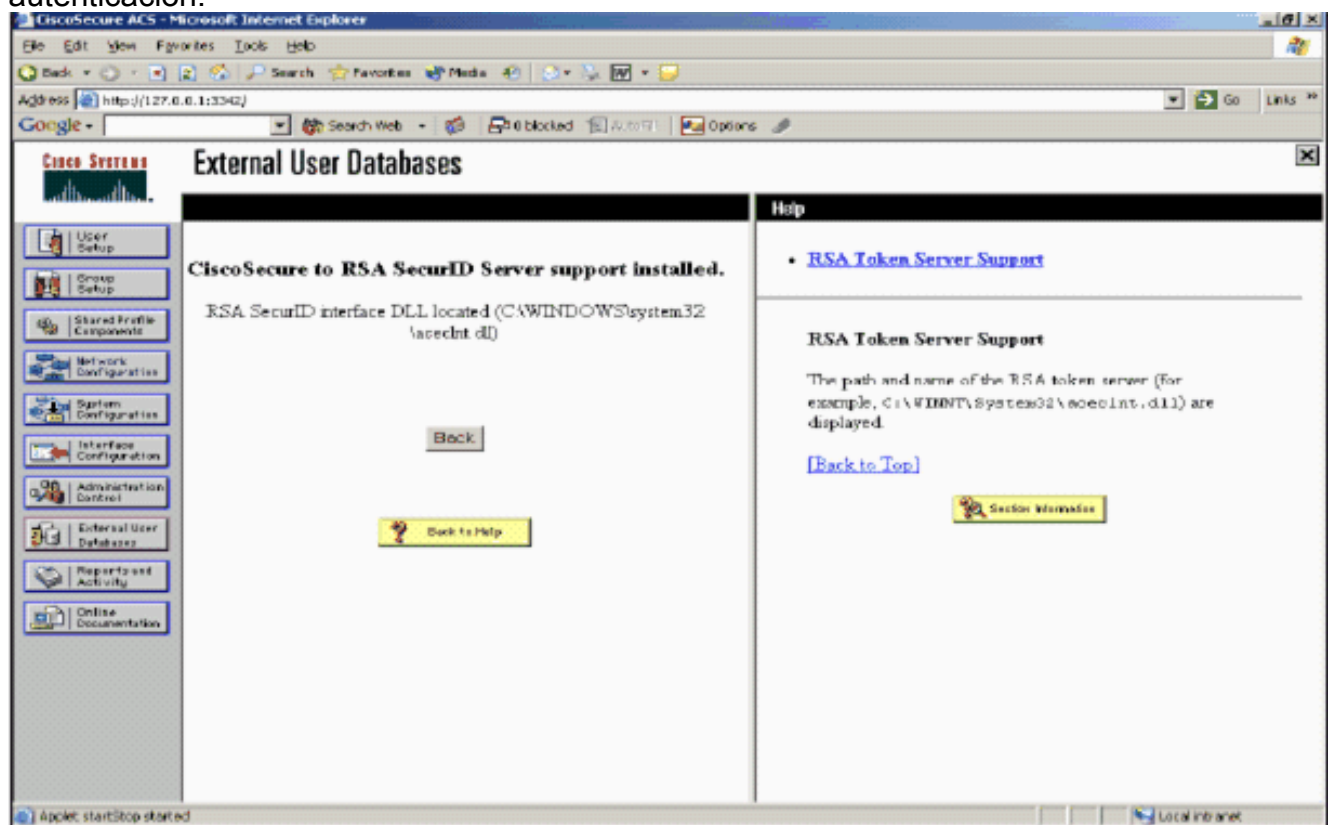 autenticación.
CiscoSecure ACS - Microsoft Internet Explorer
File Edit View Favorites Tools Help
Back Search Favorites Media
Address http://127.0.0.1:3342/ Go Links »
Google Search Web 0 blocked AutoFill Options
CISCO SYSTEMS
External User Databases
User Setup
Group Setup
Shared Profile Components
Network Configuration
System Configuration
Interface Configuration
Administration Control
External User Databases
Reports and Activity
Online Documentation
CiscoSecure to RSA SecurID Server support installed.
RSA SecurID interface DLL located (C:\WINDOWS\system32
\aceclnt.dll)
Back
Back to Help
Help
• RSA Token Server Support
RSA Token Server Support
The path and name of the RSA token server (for
example, C:\WINNT\System32\aceclnt.dll) are
displayed.
[Back to Top]
Section Information
Applet startStop started
Local intranet